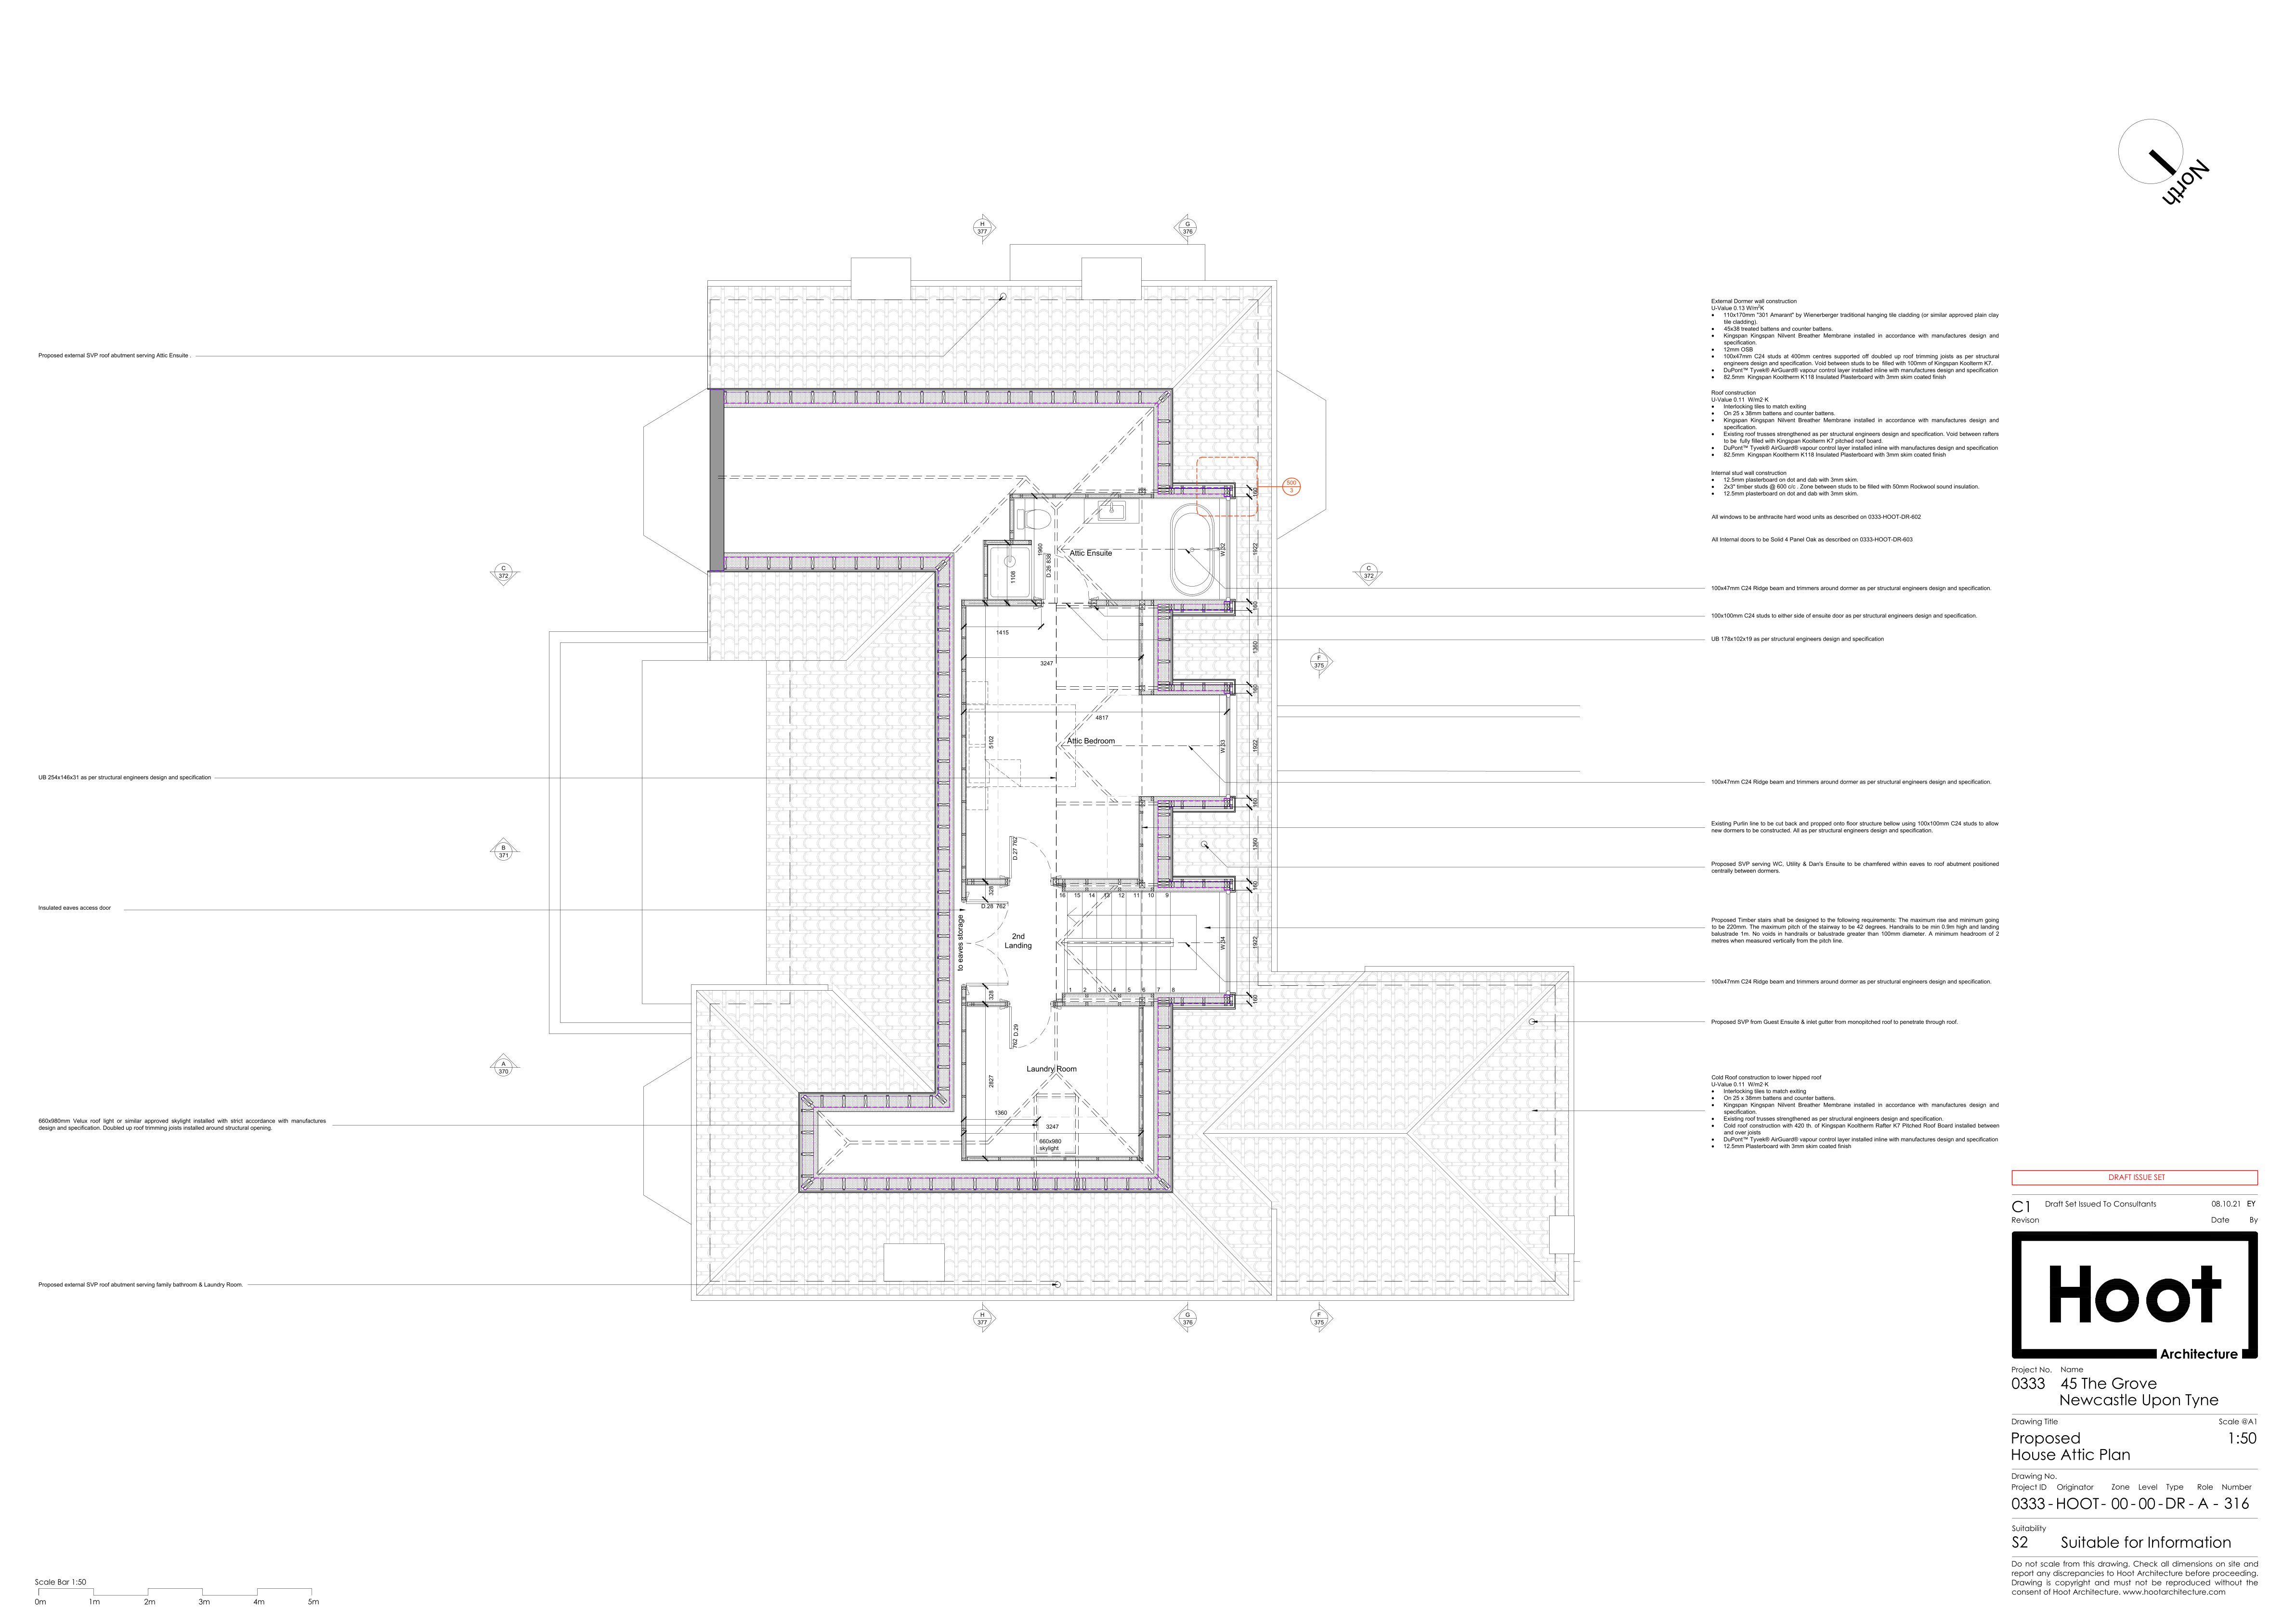 North
H
377
G
376
Proposed external SVP roof abutment serving Attic Ensuite .
External Dormer wall construction
U-Value 0.13 W/m²K
• 110x170mm "301 Amarant" by Wienerberger traditional hanging tile cladding (or similar approved plain clay
tile cladding).
• 45x38 treated battens and counter battens.
• Kingspan Kingspan Nilvent Breather Membrane installed in accordance with manufactures design and
specification.
• 12mm OSB
• 100x47mm C24 studs at 400mm centres supported off doubled up roof trimming joists as per structural
engineers design and specification. Void between studs to be filled with 100mm of Kingspan Koolterm K7.
• DuPont™ Tyvek® AirGuard® vapour control layer installed inline with manufactures design and specification
• 82.5mm Kingspan Kooltherm K118 Insulated Plasterboard with 3mm skim coated finish
Roof construction
U-Value 0.11 W/m2·K
• Interlocking tiles to match exiting
• On 25 x 38mm battens and counter battens.
• Kingspan Kingspan Nilvent Breather Membrane installed in accordance with manufactures design and
specification.
• Existing roof trusses strengthened as per structural engineers design and specification. Void between rafters
to be fully filled with Kingspan Koolterm K7 pitched roof board.
• DuPont™ Tyvek® AirGuard® vapour control layer installed inline with manufactures design and specification
• 82.5mm Kingspan Kooltherm K118 Insulated Plasterboard with 3mm skim coated finish
Internal stud wall construction
• 12.5mm plasterboard on dot and dab with 3mm skim.
• 2x3" timber studs @ 600 c/c . Zone between studs to be filled with 50mm Rockwool sound insulation.
• 12.5mm plasterboard on dot and dab with 3mm skim.
All windows to be anthracite hard wood units as described on 0333-HOOT-DR-602
All Internal doors to be Solid 4 Panel Oak as described on 0333-HOOT-DR-603
500
3
160
Attic Ensuite
1960
D.26 838
1108
W.32
1922
C
372
C
372
100x47mm C24 Ridge beam and trimmers around dormer as per structural engineers design and specification.
160
100x100mm C24 studs to either side of ensuite door as per structural engineers design and specification.
1415
UB 178x102x19 as per structural engineers design and specification
1360
3247
F
375
160
4817
5102
Attic Bedroom
W.33
1922
UB 254x146x31 as per structural engineers design and specification
100x47mm C24 Ridge beam and trimmers around dormer as per structural engineers design and specification.
160
Existing Purlin line to be cut back and propped onto floor structure bellow using 100x100mm C24 studs to allow
new dormers to be constructed. All as per structural engineers design and specification.
B
371
D.27 762
1360
Proposed SVP serving WC, Utility & Dan's Ensuite to be chamfered within eaves to roof abutment positioned
centrally between dormers.
328
160
16 15 14 13 12 11 10 9
Insulated eaves access door
D.28 762
Proposed Timber stairs shall be designed to the following requirements: The maximum rise and minimum going
to be 220mm. The maximum pitch of the stairway to be 42 degrees. Handrails to be min 0.9m high and landing
balustrade 1m. No voids in handrails or balustrade greater than 100mm diameter. A minimum headroom of 2
metres when measured vertically from the pitch line.
to eaves storage
2nd
Landing
W.34
1922
100x47mm C24 Ridge beam and trimmers around dormer as per structural engineers design and specification.
1 2 3 4 5 6 7 8
328
160
Proposed SVP from Guest Ensuite & inlet gutter from monopitched roof to penetrate through roof.
762 D.29
A
370
Laundry Room
2827
Cold Roof construction to lower hipped roof
U-Value 0.11 W/m2·K
• Interlocking tiles to match exiting
• On 25 x 38mm battens and counter battens.
• Kingspan Kingspan Nilvent Breather Membrane installed in accordance with manufactures design and
specification.
• Existing roof trusses strengthened as per structural engineers design and specification.
• Cold roof construction with 420 th. of Kingspan Kooltherm Rafter K7 Pitched Roof Board installed between
and over joists
• DuPont™ Tyvek® AirGuard® vapour control layer installed inline with manufactures design and specification
• 12.5mm Plasterboard with 3mm skim coated finish
1360
660x980mm Velux roof light or similar approved skylight installed with strict accordance with manufactures
design and specification. Doubled up roof trimming joists installed around structural opening.
3247
660x980
skylight
Proposed external SVP roof abutment serving family bathroom & Laundry Room.
H
377
G
376
F
375
DRAFT ISSUE SET
C1 Draft Set Issued To Consultants 08.10.21 EY
Revison Date By
Hoot
Architecture
Project No. Name
0333 45 The Grove
Newcastle Upon Tyne
Drawing Title Scale @A1
Proposed 1:50
House Attic Plan
Drawing No.
Project ID Originator Zone Level Type Role Number
0333 - HOOT - 00 - 00 - DR - A - 316
Suitability
S2 Suitable for Information
Do not scale from this drawing. Check all dimensions on site and
report any discrepancies to Hoot Architecture before proceeding.
Drawing is copyright and must not be reproduced without the
consent of Hoot Architecture. www.hootarchitecture.com
Scale Bar 1:50
0m 1m 2m 3m 4m 5m